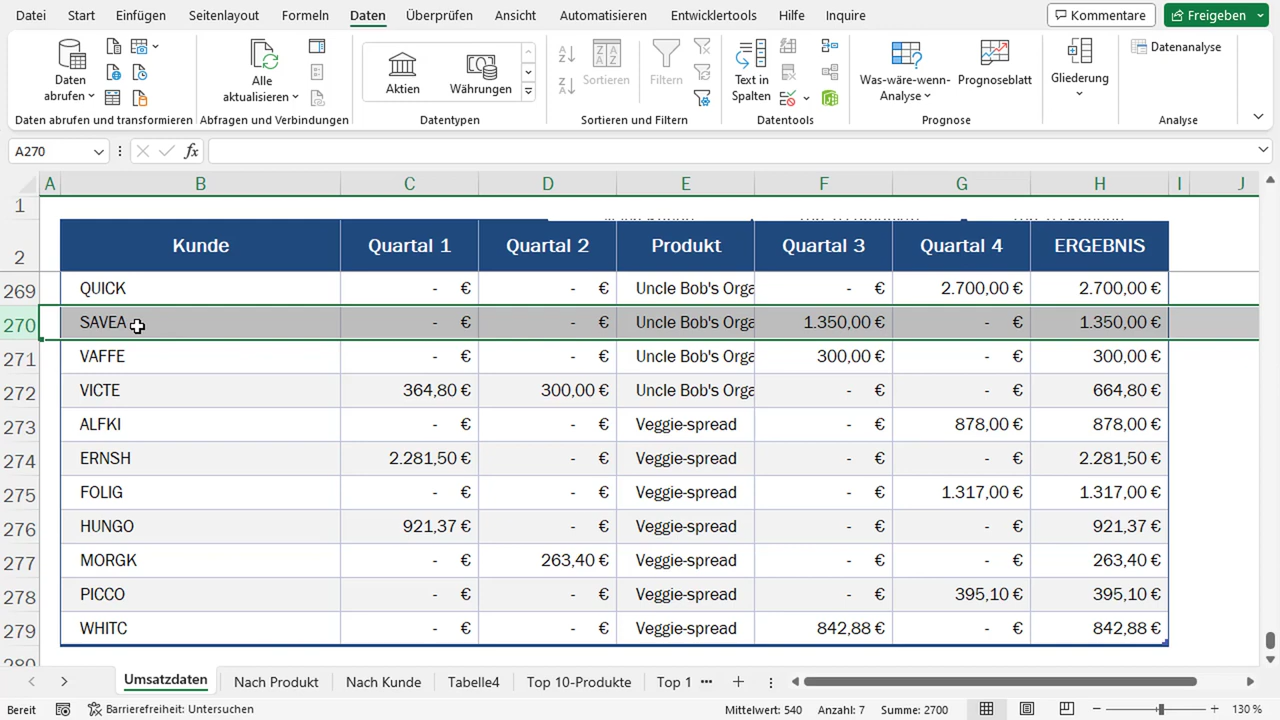 Datei Start Einfügen Seitenlayout Formeln Daten Überprüfen Ansicht Automatisieren Entwicklertools Hilfe Inquire Kommentare Freigeben
Daten abrufen
Alle aktualisieren
Aktien Währungen
Sortieren Filtern
Text in Spalten
Was-wäre-wenn-Analyse Prognoseblatt
Gliederung
Datenanalyse
Daten abrufen und transformieren Abfragen und Verbindungen Datentypen Sortieren und Filtern Datentools Prognose Analyse
A270 fx
A B C D E F G H I J
1
2 Kunde Quartal 1 Quartal 2 Produkt Quartal 3 Quartal 4 ERGEBNIS
269 QUICK - € - € Uncle Bob's Orga - € 2.700,00 € 2.700,00 €
270 SAVEA - € - € Uncle Bob's Orga 1.350,00 € - € 1.350,00 €
271 VAFFE - € - € Uncle Bob's Orga 300,00 € - € 300,00 €
272 VICTE 364,80 € 300,00 € Uncle Bob's Orga - € - € 664,80 €
273 ALFKI - € - € Veggie-spread - € 878,00 € 878,00 €
274 ERNSH 2.281,50 € - € Veggie-spread - € - € 2.281,50 €
275 FOLIG - € - € Veggie-spread - € 1.317,00 € 1.317,00 €
276 HUNGO 921,37 € - € Veggie-spread - € - € 921,37 €
277 MORGK - € 263,40 € Veggie-spread - € - € 263,40 €
278 PICCO - € - € Veggie-spread - € 395,10 € 395,10 €
279 WHITC - € - € Veggie-spread 842,88 € - € 842,88 €
280
Umsatzdaten Nach Produkt Nach Kunde Tabelle4 Top 10-Produkte Top 1 ...
Bereit Barrierefreiheit: Untersuchen Mittelwert: 540 Anzahl: 7 Summe: 2700 130 %